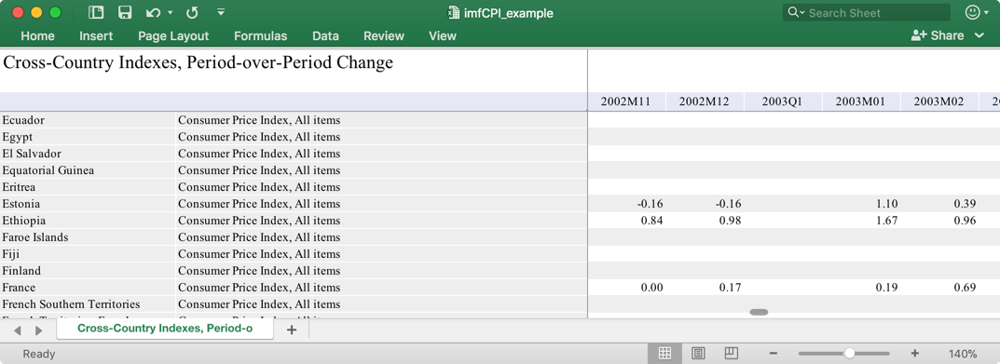 imfCPI_example
Search Sheet
Home Insert Page Layout Formulas Data Review View Share
Cross-Country Indexes, Period-over-Period Change
2002M11 2002M12 2003Q1 2003M01 2003M02
Ecuador Consumer Price Index, All items
Egypt Consumer Price Index, All items
El Salvador Consumer Price Index, All items
Equatorial Guinea Consumer Price Index, All items
Eritrea Consumer Price Index, All items
Estonia Consumer Price Index, All items -0.16 -0.16 1.10 0.39
Ethiopia Consumer Price Index, All items 0.84 0.98 1.67 0.96
Faroe Islands Consumer Price Index, All items
Fiji Consumer Price Index, All items
Finland Consumer Price Index, All items
France Consumer Price Index, All items 0.00 0.17 0.19 0.69
French Southern Territories Consumer Price Index, All items
Cross-Country Indexes, Period-o +
Ready − + 140%